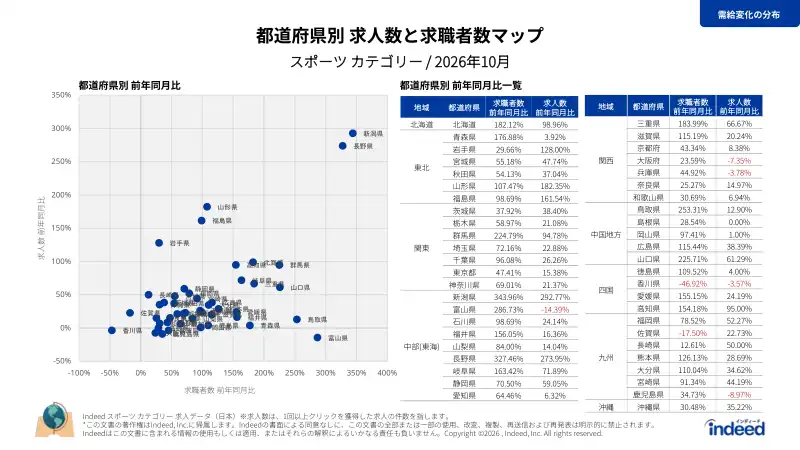 需給変化の分布
都道府県別 求人数と求職者数マップ
スポーツ カテゴリー / 2026年10月
都道府県別 前年同月比
350%
300%
250%
200%
150%
100%
50%
0%
-50%
-100% -50% 0% 50% 100% 150% 200% 250% 300% 350% 400%
求人数 前年同月比
求職者数 前年同月比
新潟県
長野県
山形県
福島県
岩手県
群馬県
山口県
佐賀県
香川県
福井県
青森県
鳥取県
富山県
都道府県別 前年同月比一覧
地域 都道府県 求職者数 前年同月比 求人数 前年同月比
北海道 北海道 182.12% 98.96%
東北 青森県 176.88% 3.92%
岩手県 29.66% 128.00%
宮城県 55.18% 47.74%
秋田県 54.13% 37.04%
山形県 107.47% 182.35%
福島県 98.69% 161.54%
関東 茨城県 37.92% 38.40%
栃木県 58.97% 21.08%
群馬県 224.79% 94.78%
埼玉県 72.16% 22.88%
千葉県 96.08% 26.26%
東京都 47.41% 15.38%
神奈川県 69.01% 21.37%
中部(東海) 新潟県 343.96% 292.77%
富山県 286.73% -14.39%
石川県 98.69% 24.14%
福井県 156.05% 16.36%
山梨県 84.00% 14.04%
長野県 327.46% 273.95%
岐阜県 163.42% 71.89%
静岡県 70.50% 59.05%
愛知県 64.46% 6.32%
地域 都道府県 求職者数 前年同月比 求人数 前年同月比
関西 三重県 183.99% 66.67%
滋賀県 115.19% 20.24%
京都府 43.34% 8.38%
大阪府 23.59% -7.35%
兵庫県 44.92% -3.78%
奈良県 25.27% 14.97%
和歌山県 30.69% 6.94%
中国地方 鳥取県 253.31% 12.90%
島根県 28.54% 0.00%
岡山県 97.41% 1.00%
広島県 115.44% 38.39%
山口県 225.71% 61.29%
四国 徳島県 109.52% 4.00%
香川県 -46.92% -3.57%
愛媛県 155.15% 24.19%
高知県 154.18% 95.00%
九州 福岡県 78.52% 52.27%
佐賀県 -17.50% 22.73%
長崎県 12.61% 50.00%
熊本県 126.13% 28.69%
大分県 110.04% 34.62%
宮崎県 91.34% 44.19%
鹿児島県 34.73% -8.97%
沖縄 沖縄県 30.48% 35.22%
Indeed スポーツ カテゴリー 求人データ（日本）※求人数は、1回以上クリックを獲得した求人の件数を指します。
*この文書の著作権はIndeed, Inc.に帰属します。Indeedの書面による同意なしに、この文書の全部または一部の使用、改変、複製、再送信および再発表は明示的に禁止されます。
Indeedはこの文書に含まれる情報の使用もしくは適用、またはそれらの解釈によるいかなる責任も負いません。Copyright ©2026 , Indeed, Inc. All rights reserved.
インディード
indeed